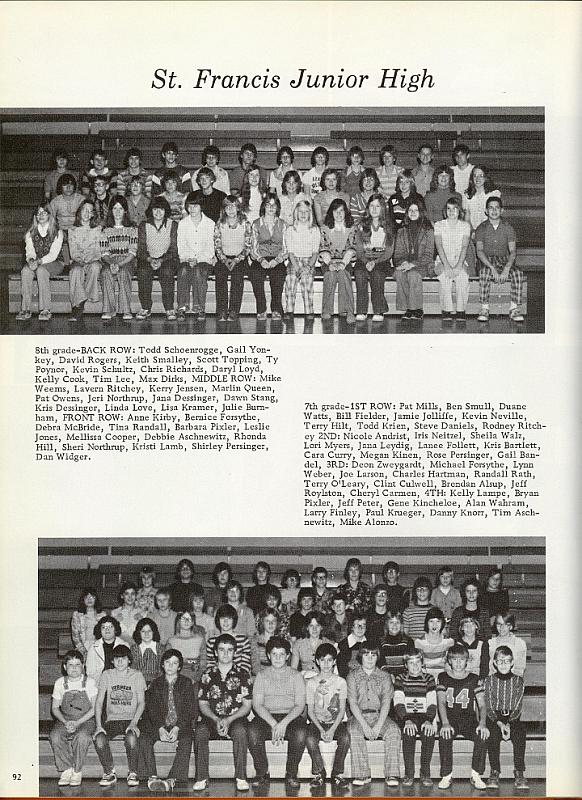 St. Francis Junior High
8th grade-BACK ROW: Todd Schoenrogge, Gail Yon-
key, David Rogers, Keith Smalley, Scott Topping, Ty
Poynor, Kevin Schultz, Chris Richards, Daryl Loyd,
Kelly Cook, Tim Lee, Max Dirks, MIDDLE ROW: Mike
Weems, Lavern Ritchey, Kerry Jensen, Marlin Queen,
Pat Owens, Jeri Northrup, Jana Dessinger, Dawn Stang,
Kris Dessinger, Linda Love, Lisa Kramer, Julie Burn-
ham, FRONT ROW: Anne Kirby, Bernice Forsythe,
Debra McBride, Tina Randall, Barbara Pixler, Leslie
Jones, Mellissa Cooper, Debbie Aschnewitz, Rhonda
Hill, Sheri Northrup, Kristi Lamb, Shirley Persinger,
Dan Widger.
7th grade-1ST ROW: Pat Mills, Ben Smull, Duane
Watts, Bill Fielder, Jamie Jolliffe, Kevin Neville,
Terry Hilt, Todd Krien, Steve Daniels, Rodney Ritch-
ey 2ND: Nicole Andrist, Iris Neitzel, Sheila Walz,
Lori Myers, Jana Leydig, Lanee Follett, Kris Bartlett,
Cara Curry, Megan Kinen, Rose Persinger, Gail Ban-
del, 3RD: Deon Zweygardt, Michael Forsythe, Lynn
Weber, Joe Larson, Charles Hartman, Randall Rath,
Terry O'Leary, Clint Culwell, Brendan Alsup, Jeff
Roylston, Cheryl Carmen, 4TH: Kelly Lampe, Bryan
Pixler, Jeff Peter, Gene Kincheloe, Alan Wahram,
Larry Finley, Paul Krueger, Danny Knorr, Tim Asch-
newitz, Mike Alonzo.
44
92